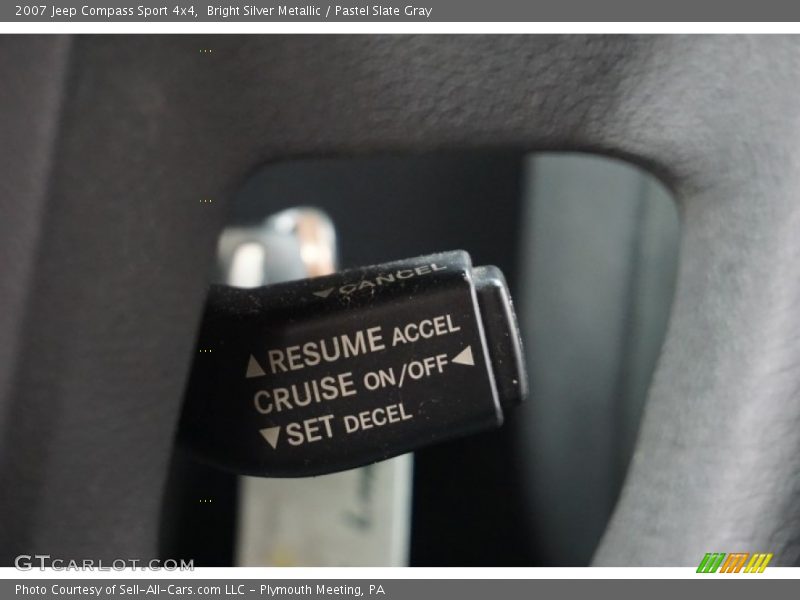 2007 Jeep Compass Sport 4x4,  Bright Silver Metallic / Pastel Slate Gray
▼CANCEL
▲RESUME ACCEL
CRUISE ON/OFF◀
▼SET DECEL
GTCARLOT.COM
Photo Courtesy of Sell-All-Cars.com LLC - Plymouth Meeting, PA